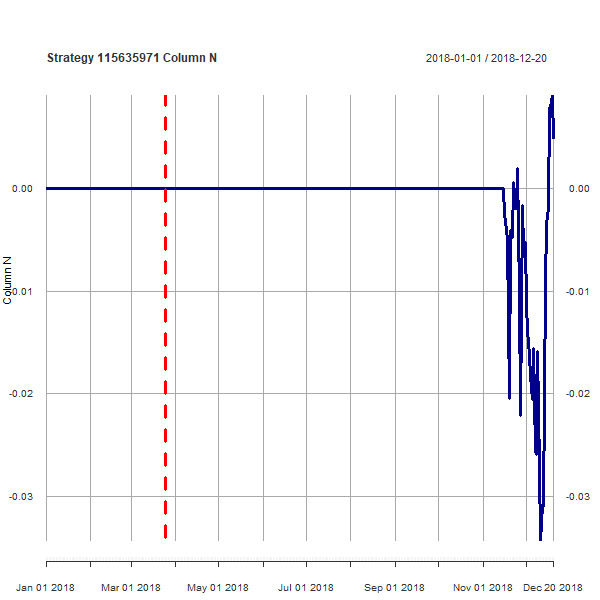 Strategy 115635971 Column N
2018-01-01 / 2018-12-20
0.00
0.00
-0.01
-0.01
Column N
-0.02
-0.02
-0.03
-0.03
Jan 01 2018
Mar 01 2018
May 01 2018
Jul 01 2018
Sep 01 2018
Nov 01 2018
Dec 20 2018